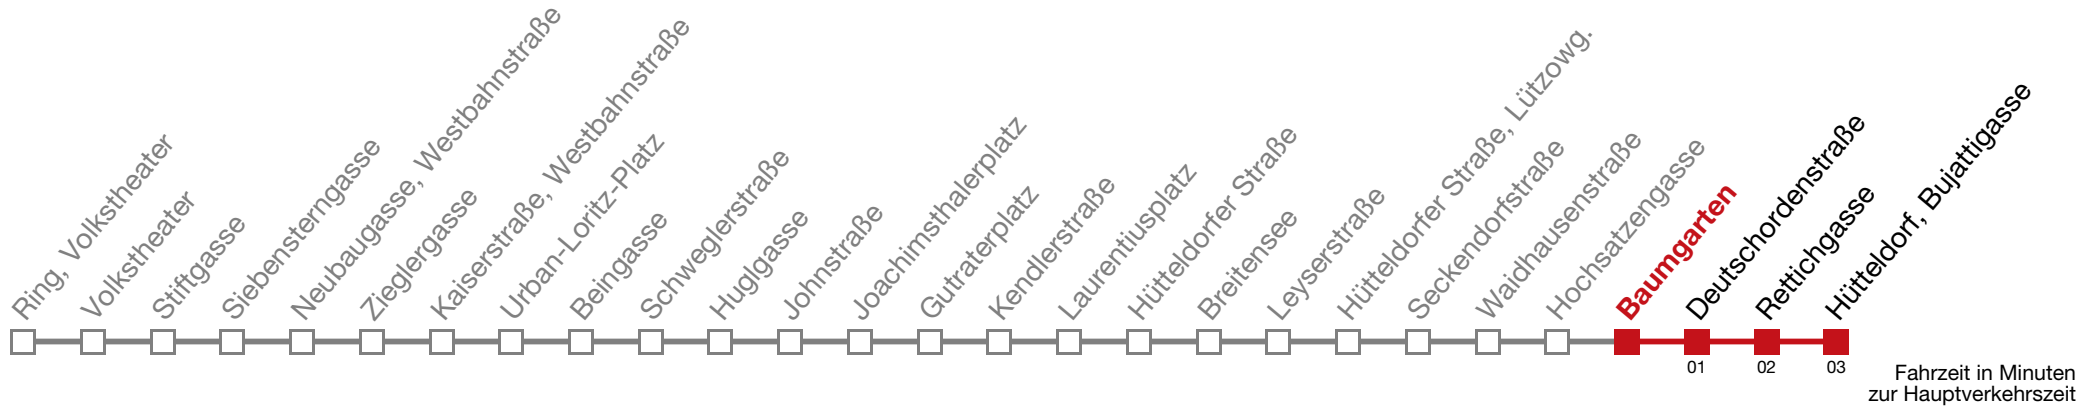 Ring, Volkstheater
Volkstheater
Stiftgasse
Siebensterngasse
Neubaugasse, Westbahnstraße
Zieglergasse
Kaiserstraße, Westbahnstraße
Urban-Loritz-Platz
Beingasse
Schweglerstraße
Huglgasse
Johnstraße
Joachimsthalerplatz
Gutraterplatz
Kendlerstraße
Laurentiusplatz
Hütteldorfer Straße
Breitensee
Leyserstraße
Hütteldorfer Straße, Lützowg.
Seckendorfstraße
Waidhausenstraße
Hochsatzengasse
Baumgarten
Deutschordenstraße
Rettichgasse
Hütteldorf, Bujattigasse
01
02
03
Fahrzeit in Minuten
zur Hauptverkehrszeit